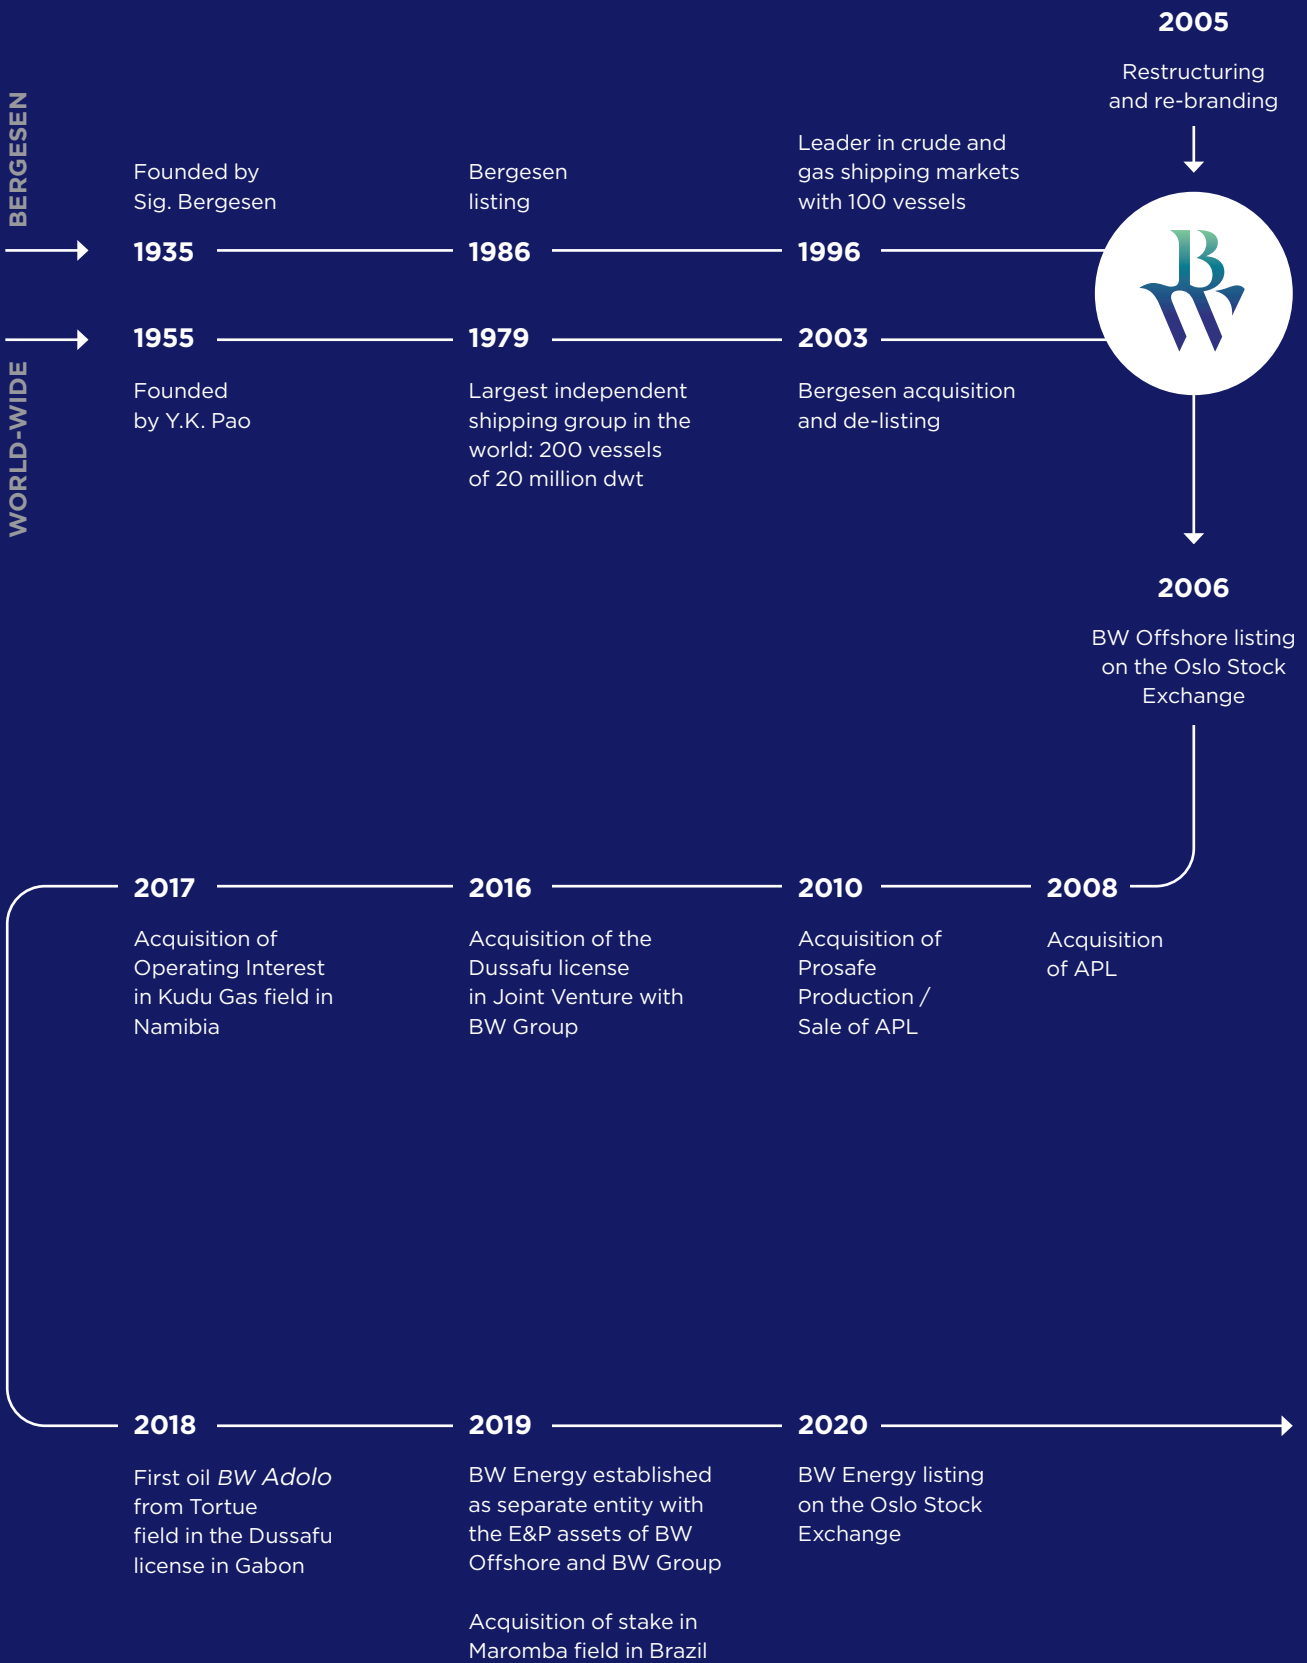 2005
Restructuring
and re-branding
BERGESEN
Founded by
Sig. Bergesen
1935
Bergesen
listing
1986
Leader in crude and
gas shipping markets
with 100 vessels
1996
BW
WORLD-WIDE
1955
Founded
by Y.K. Pao
1979
Largest independent
shipping group in the
world: 200 vessels
of 20 million dwt
2003
Bergesen acquisition
and de-listing
2006
BW Offshore listing
on the Oslo Stock
Exchange
2008
Acquisition
of APL
2010
Acquisition of
Prosafe
Production /
Sale of APL
2016
Acquisition of the
Dussafu license
in Joint Venture with
BW Group
2017
Acquisition of
Operating Interest
in Kudu Gas field in
Namibia
2018
First oil BW Adolo
from Tortue
field in the Dussafu
license in Gabon
2019
BW Energy established
as separate entity with
the E&P assets of BW
Offshore and BW Group
Acquisition of stake in
Maromba field in Brazil
2020
BW Energy listing
on the Oslo Stock
Exchange